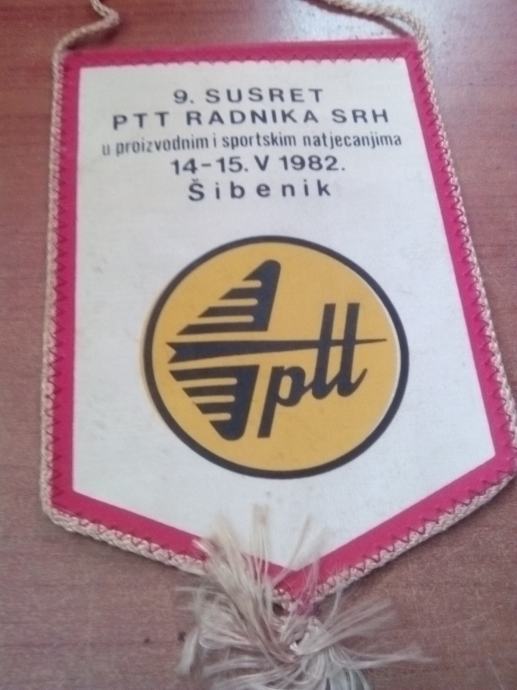 9. SUSRET
PTT RADNIKA SRH
u proizvodnim i sportskim natjecanjima
14-15. V 1982.
Šibenik
ptt